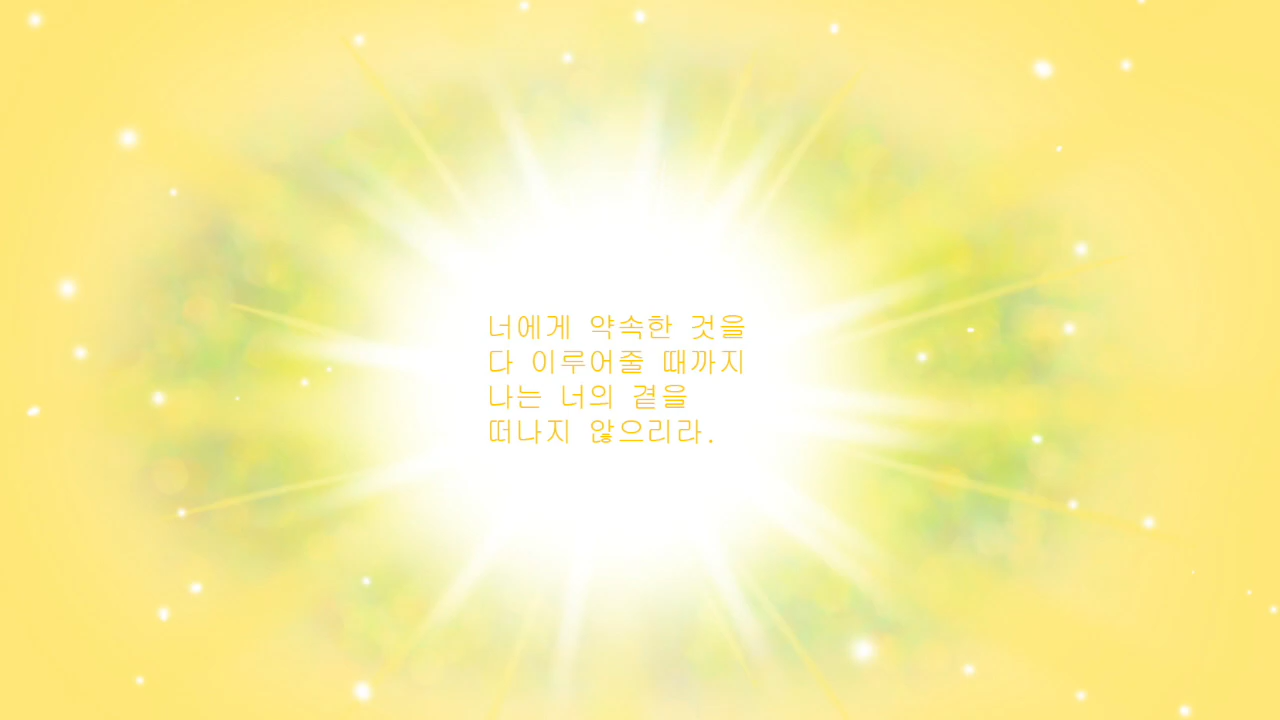 너에게 약속한 것을
다 이루어줄 때까지
나는 너의 곁을
떠나지 않으리라.